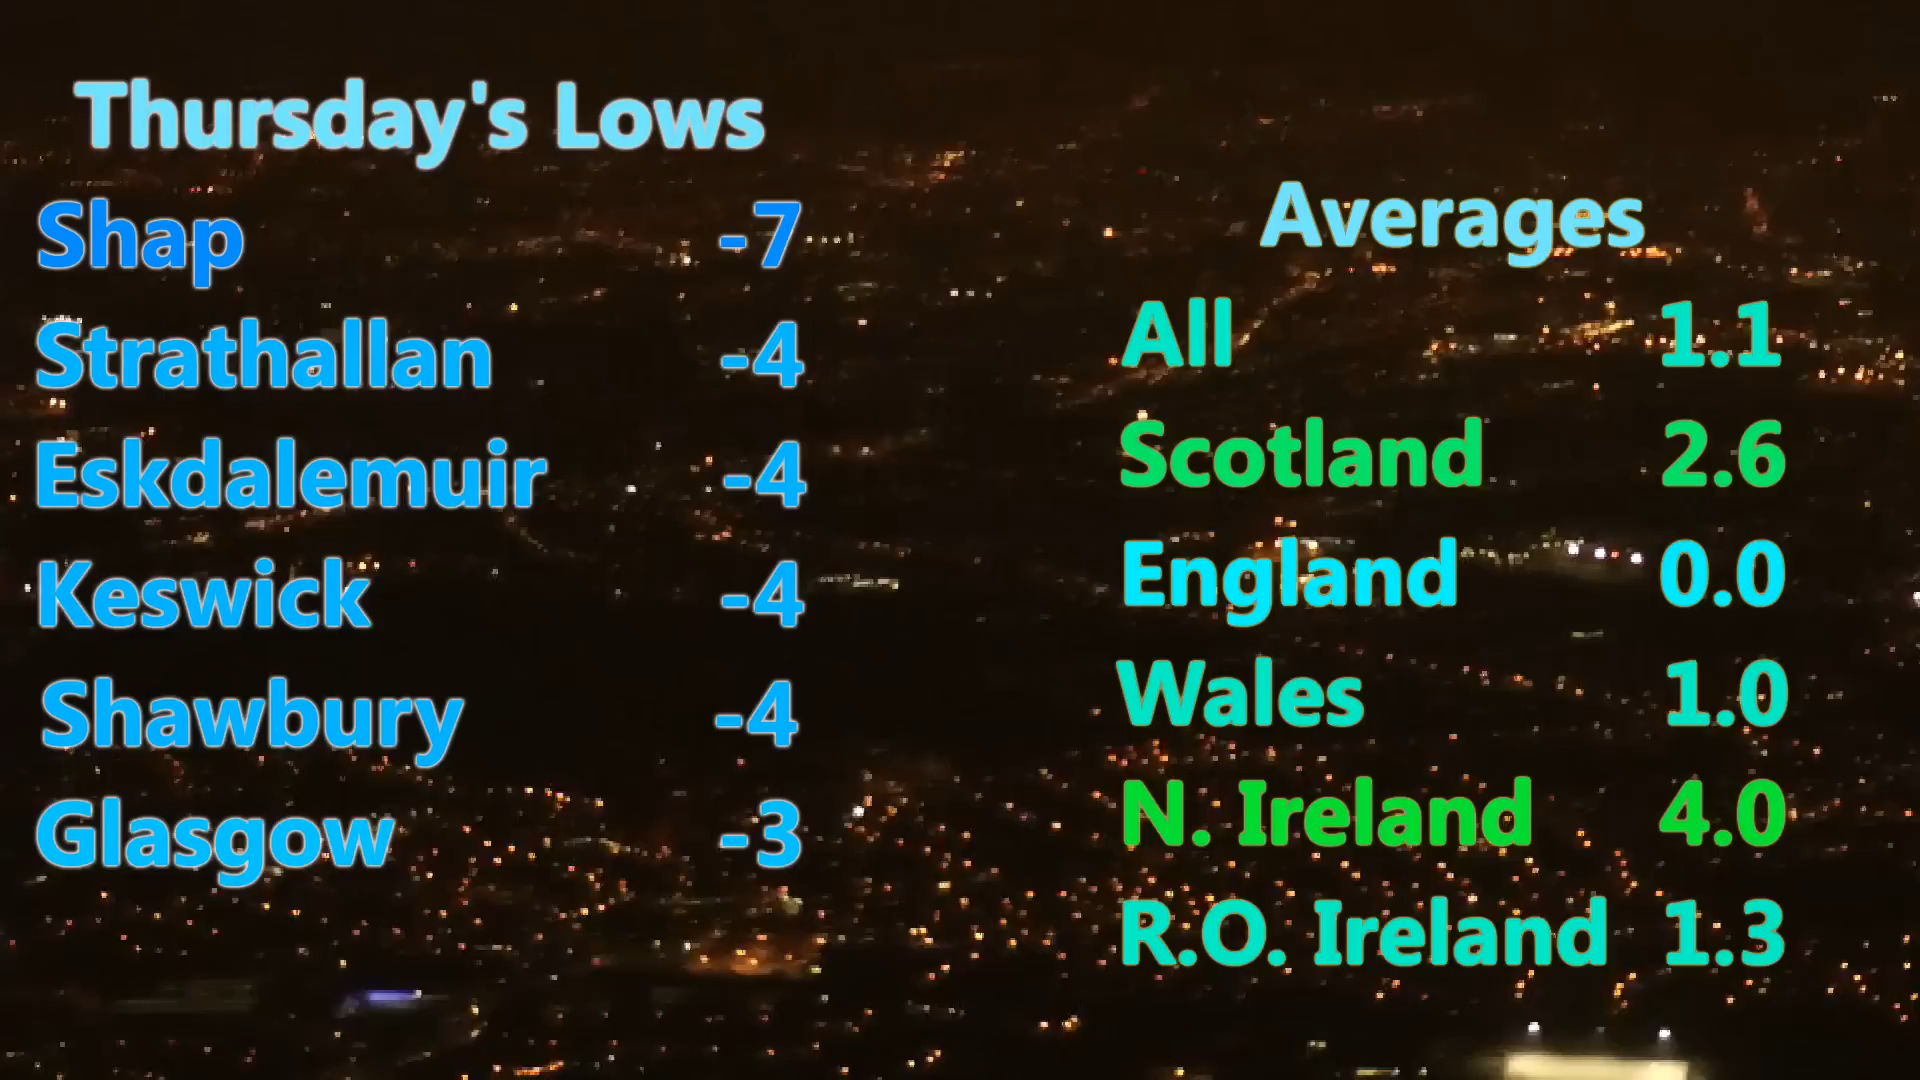 Thursday's Lows
Shap -7
Strathallan -4
Eskdalemuir -4
Keswick -4
Shawbury -4
Glasgow -3
Averages
All 1.1
Scotland 2.6
England 0.0
Wales 1.0
N. Ireland 4.0
R.O. Ireland 1.3